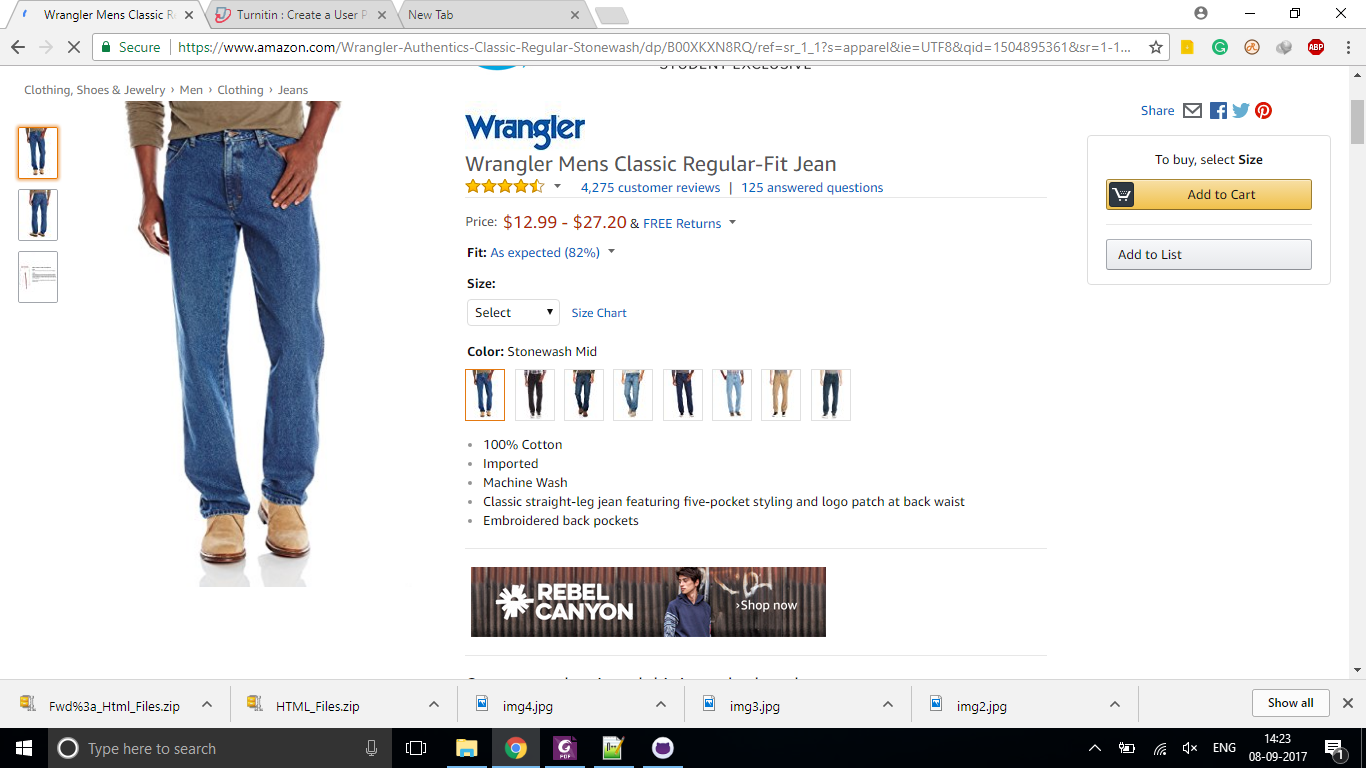 Wrangler Mens Classic R
Turnitin : Create a User P
New Tab
Secure
https://www.amazon.com/Wrangler-Authentics-Classic-Regular-Stonewash/dp/B00XKXN8RQ/ref=sr_1_1?s=apparel&ie=UTF8&qid=1504895361&sr=1-1...
ABP
STUDENT EXCLUSIVE
Clothing, Shoes & Jewelry › Men › Clothing › Jeans
Share
Wrangler
Wrangler Mens Classic Regular-Fit Jean
4,275 customer reviews | 125 answered questions
Price: $12.99 - $27.20 & FREE Returns
Fit: As expected (82%)
Size:
Select
Size Chart
Color: Stonewash Mid
100% Cotton
Imported
Machine Wash
Classic straight-leg jean featuring five-pocket styling and logo patch at back waist
Embroidered back pockets
To buy, select Size
Add to Cart
Add to List
REBEL
CANYON
›Shop now
Fwd%3a_Html_Files.zip
HTML_Files.zip
img4.jpg
img3.jpg
img2.jpg
Show all
Type here to search
PDF
ENG
14:23
08-09-2017
1